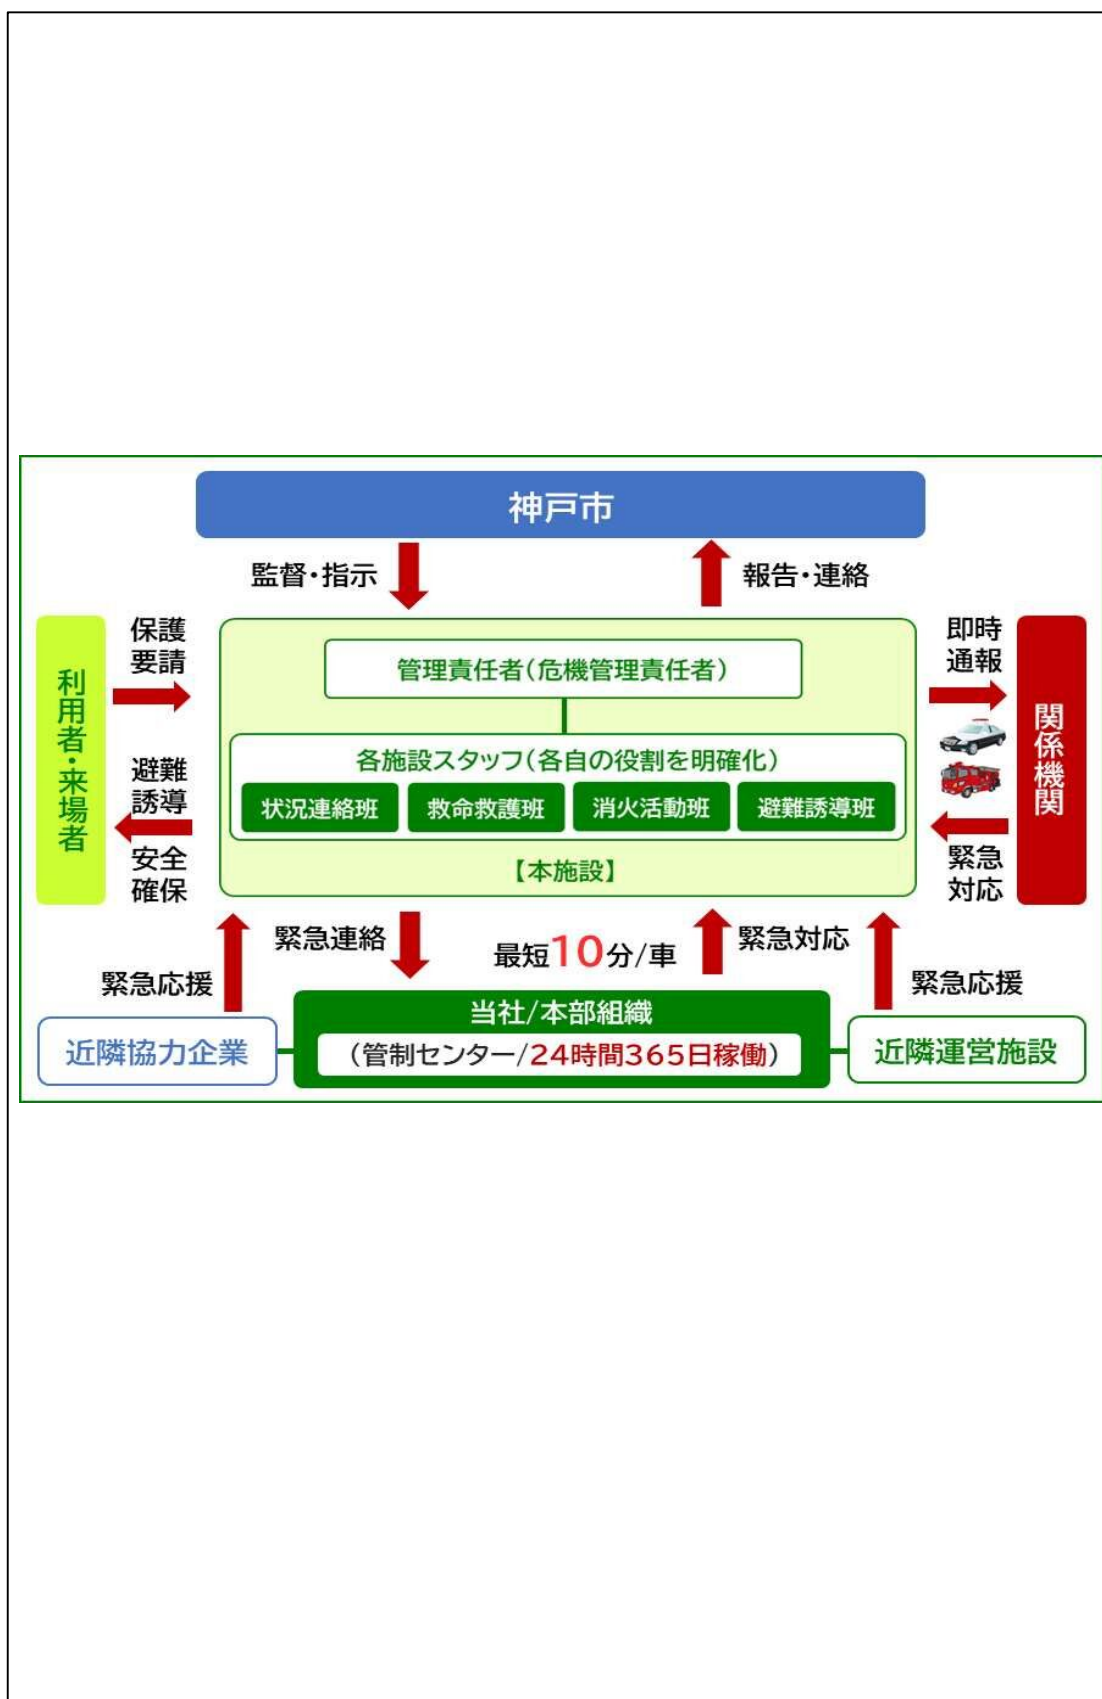 神戸市
監督・指示
報告・連絡
保護
要請
利用者・来場者
避難
誘導
安全
確保
管理責任者(危機管理責任者)
各施設スタッフ(各自の役割を明確化)
状況連絡班
救命救護班
消火活動班
避難誘導班
【本施設】
即時
通報
関係機関
緊急
対応
緊急連絡
最短10分/車
緊急対応
緊急応援
緊急応援
近隣協力企業
当社/本部組織
(管制センター/24時間365日稼働)
近隣運営施設